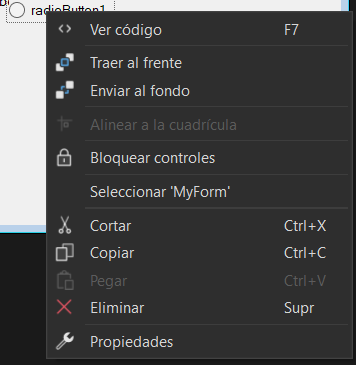 radioButton1
Ver código F7
Traer al frente
Enviar al fondo
Alinear a la cuadrícula
Bloquear controles
Seleccionar 'MyForm'
Cortar Ctrl+X
Copiar Ctrl+C
Pegar Ctrl+V
Eliminar Supr
Propiedades